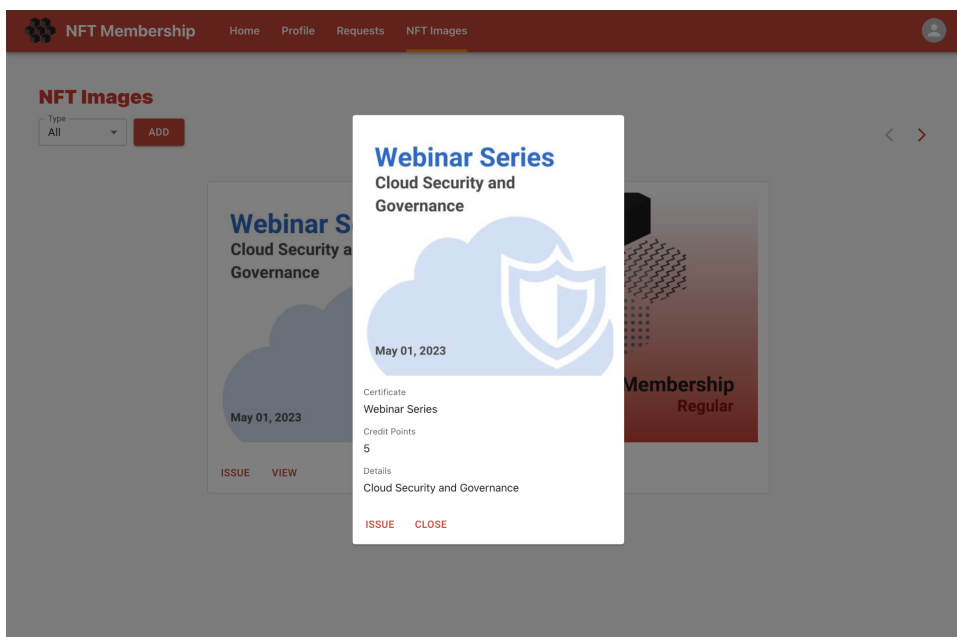 NFT Membership
Home Profile Requests NFT Images
NFT Images
Type
All
ADD
Webinar S
Cloud Security a
Governance
May 01, 2023
ISSUE VIEW
Webinar Series
Cloud Security and
Governance
May 01, 2023
Certificate
Webinar Series
Credit Points
5
Details
Cloud Security and Governance
ISSUE CLOSE
Membership
Regular